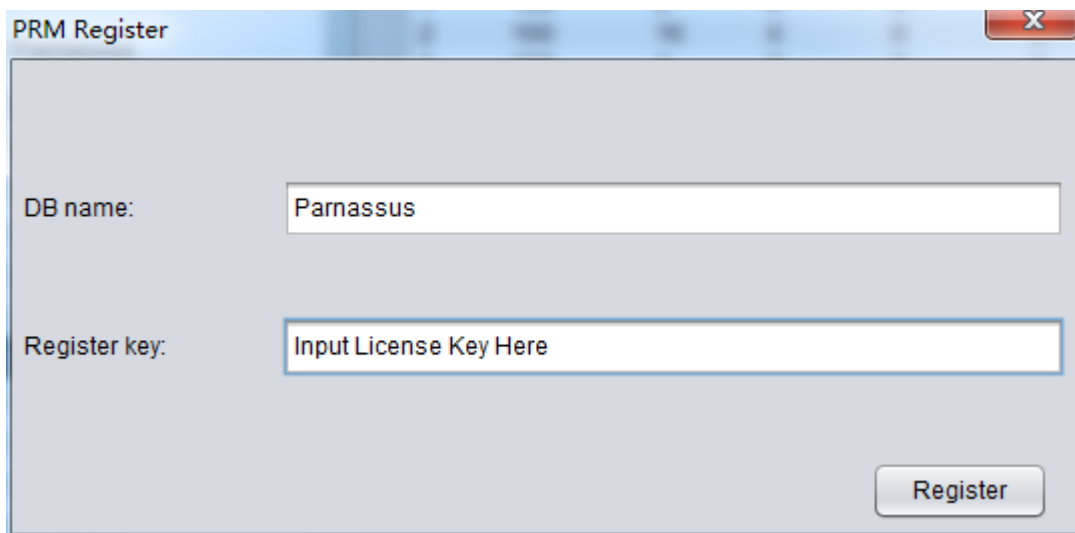 PRM Register
DB name:
Parnassus
Register key:
Input License Key Here
Register